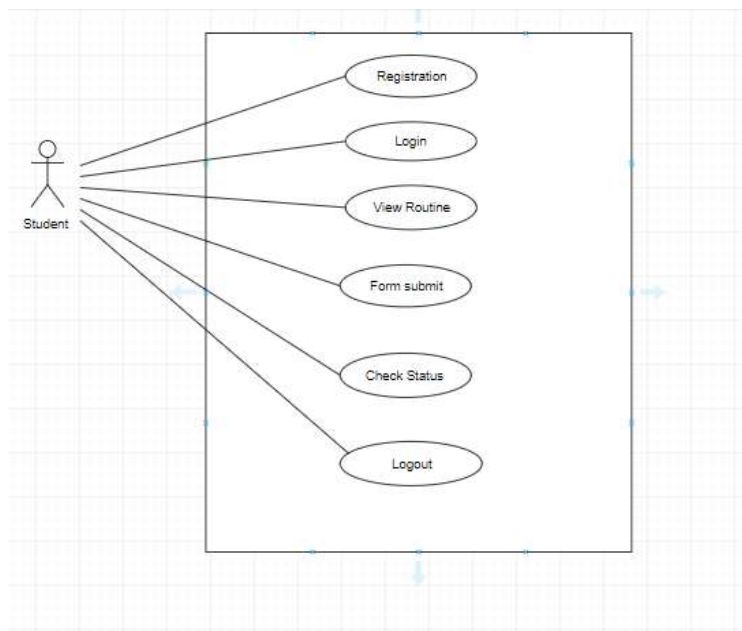 Registration
Login
View Routine
Student
Form submit
Check Status
Logout